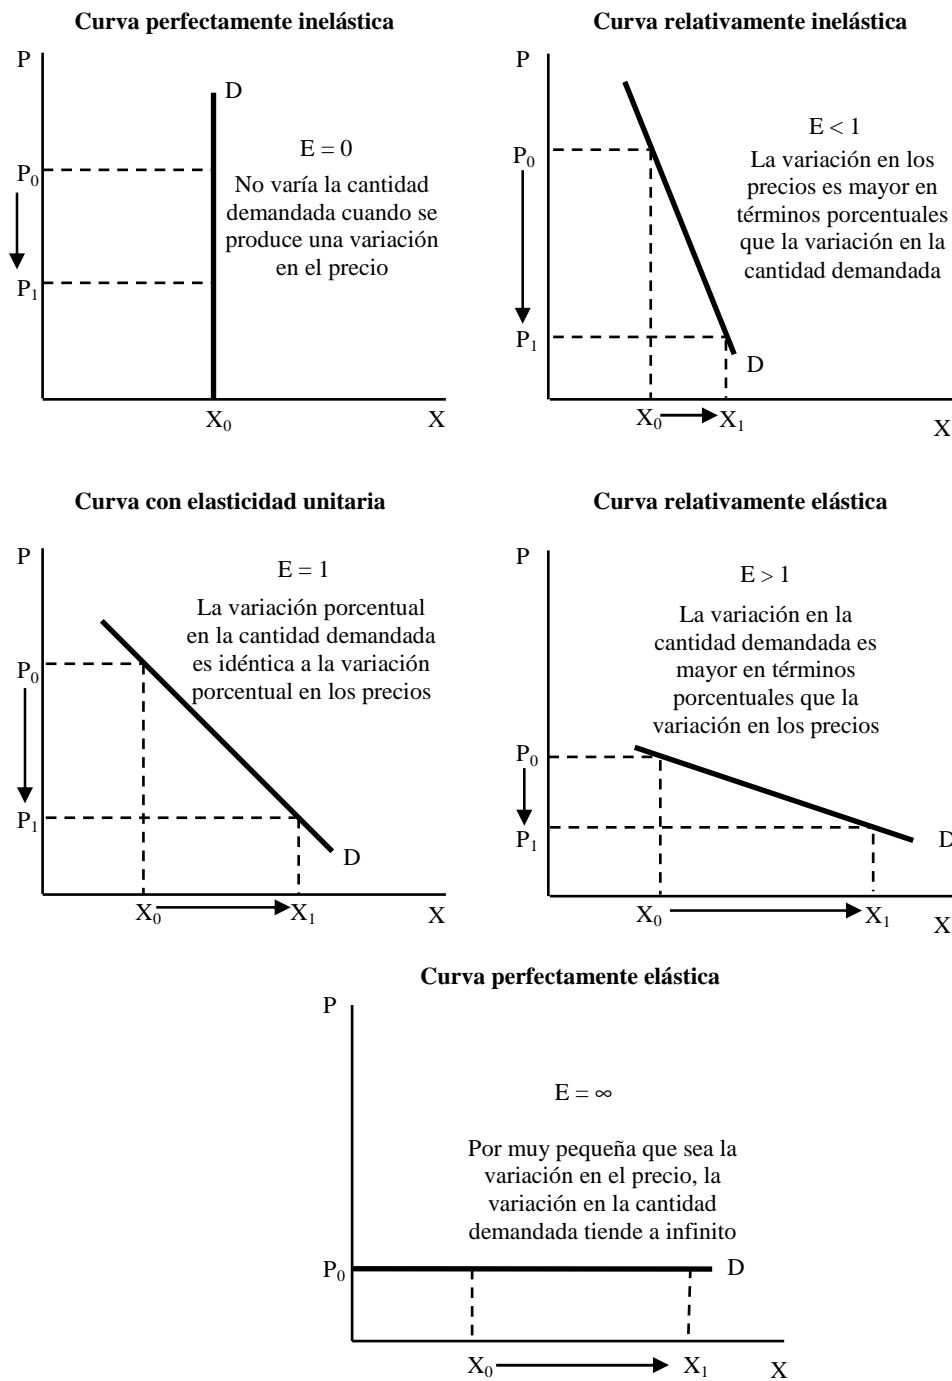 Curva perfectamente inelástica
P
D
E = 0
P₀
No varía la cantidad
demandada cuando se
produce una variación
en el precio
P₁
X₀
X
Curva relativamente inelástica
P
E < 1
P₀
La variación en los
precios es mayor en
términos porcentuales
que la variación en la
cantidad demandada
P₁
D
X₀
X₁
X
Curva con elasticidad unitaria
P
E = 1
La variación porcentual
en la cantidad demandada
es idéntica a la variación
porcentual en los precios
P₀
P₁
D
X₀
X₁
X
Curva relativamente elástica
P
E > 1
La variación en la
cantidad demandada es
mayor en términos
porcentuales que la
variación en los precios
P₀
P₁
D
X₀
X₁
X
Curva perfectamente elástica
P
E = ∞
Por muy pequeña que sea la
variación en el precio, la
variación en la cantidad
demandada tiende a infinito
P₀
D
X₀
X₁
X